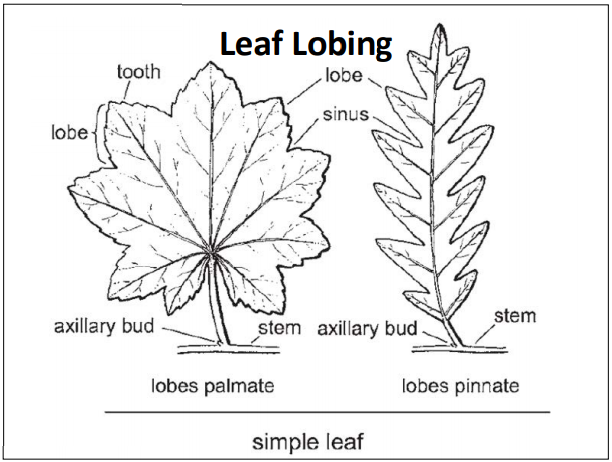 Leaf Lobing
tooth
lobe
lobe
sinus
axillary bud
stem
axillary bud
stem
lobes palmate
lobes pinnate
simple leaf